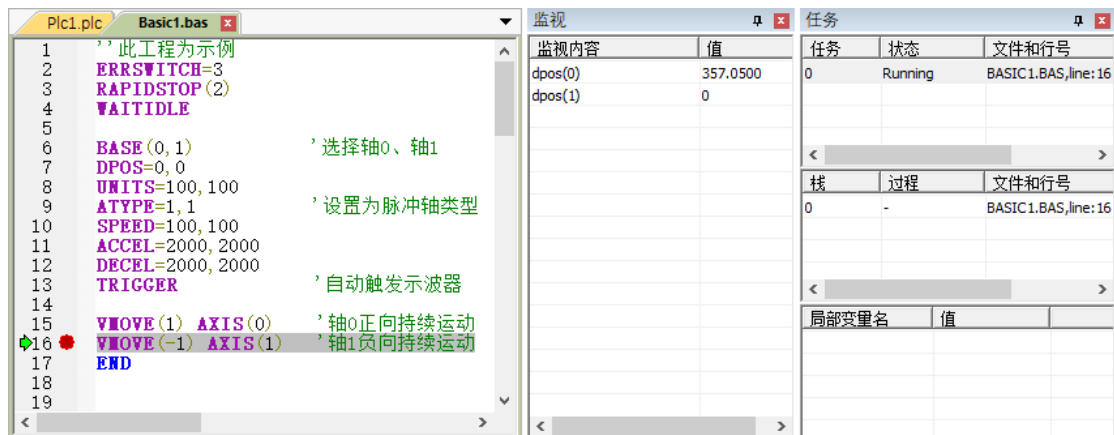 Plc1.plc Basic1.bas
1 ''此工程为示例
2 ERRSWITCH=3
3 RAPIDSTOP(2)
4 WAITIDLE
5
6 BASE(0,1) '选择轴0、轴1
7 DPOS=0,0
8 UNITS=100,100
9 ATYPE=1,1 '设置为脉冲轴类型
10 SPEED=100,100
11 ACCEL=2000,2000
12 DECEL=2000,2000
13 TRIGGER '自动触发示波器
14
15 VMOVE(1) AXIS(0) '轴0正向持续运动
16 VMOVE(-1) AXIS(1) '轴1负向持续运动
17 END
18
19
监视
监视内容 值
dpos(0) 357.0500
dpos(1) 0
任务
任务 状态 文件和行号
0 Running BASIC1.BAS,line:16
栈 过程 文件和行号
0 - BASIC1.BAS,line:16
局部变量名 值